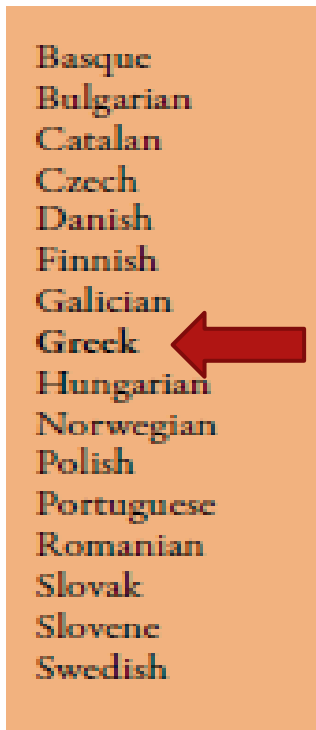 Basque
Bulgarian
Catalan
Czech
Danish
Finnish
Galician
Greek
Hungarian
Norwegian
Polish
Portuguese
Romanian
Slovak
Slovene
Swedish